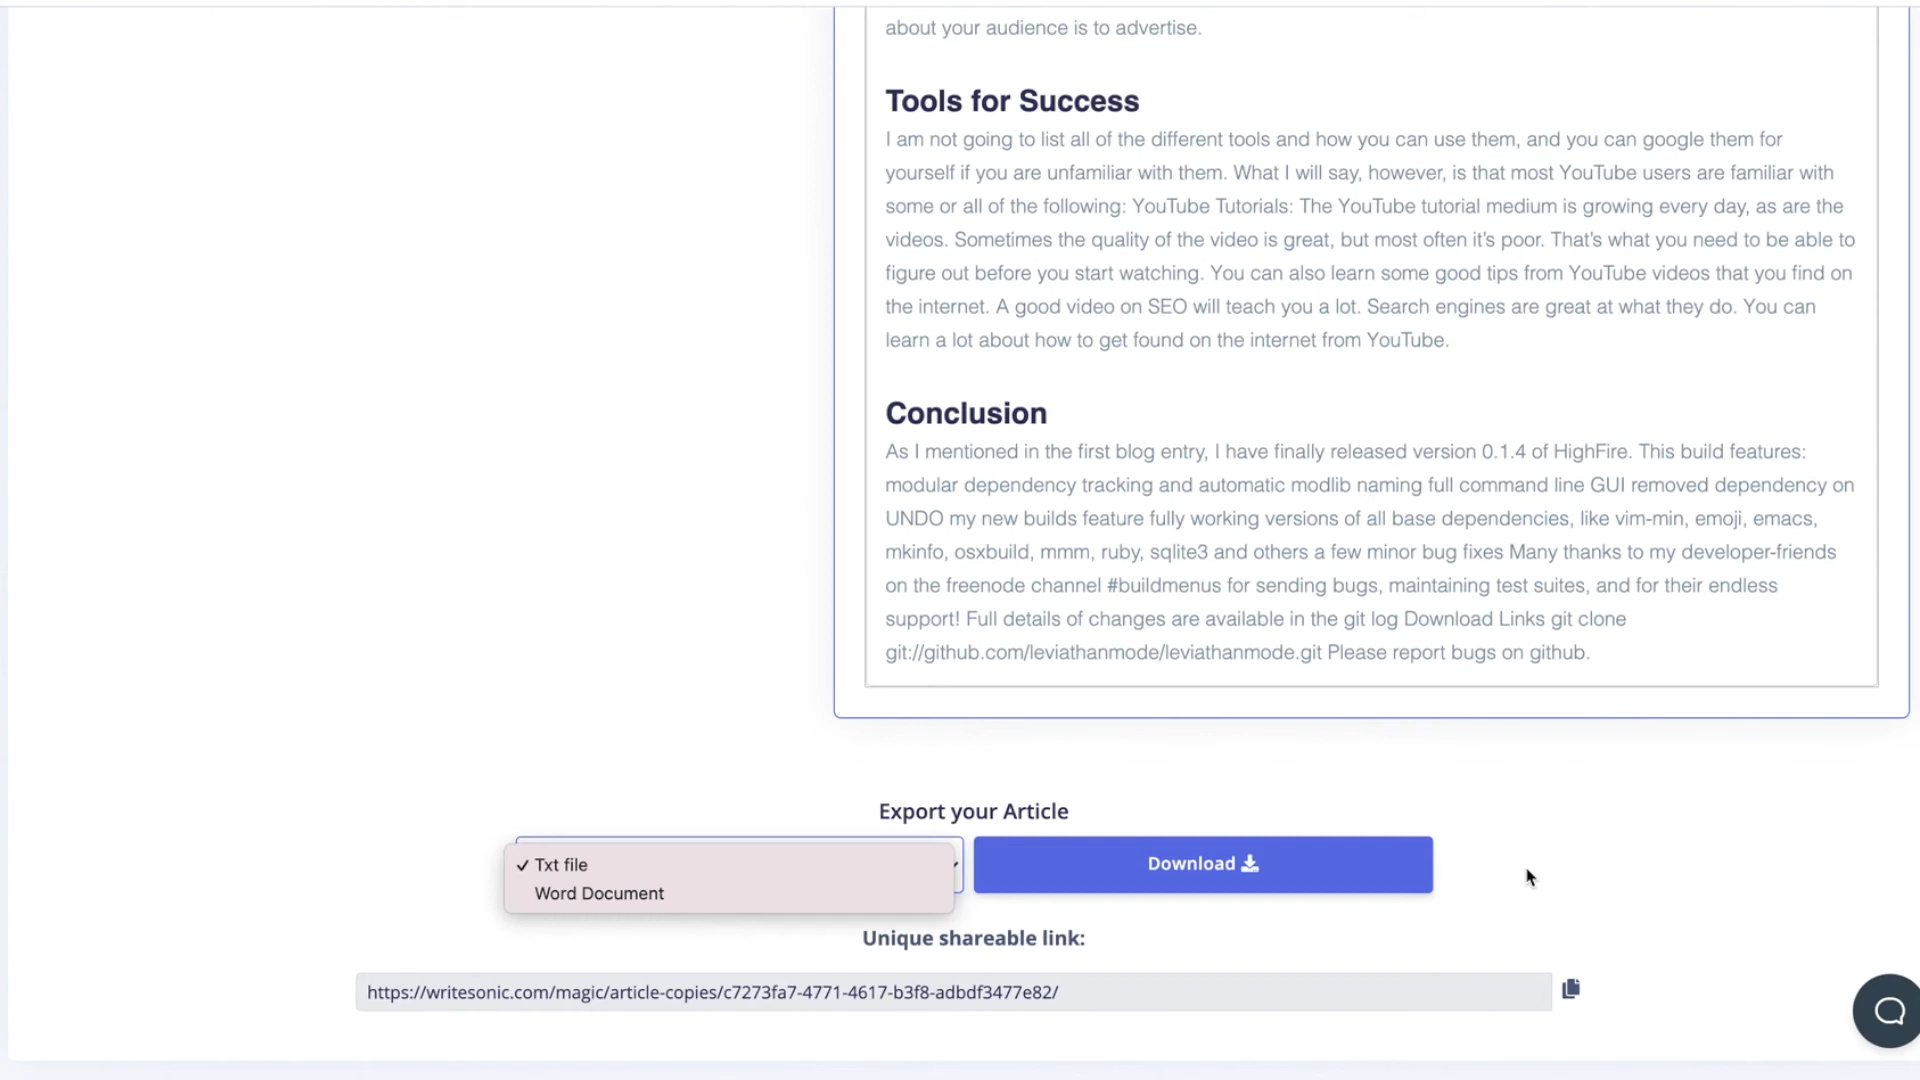 about your audience is to advertise.
Tools for Success
I am not going to list all of the different tools and how you can use them, and you can google them for
yourself if you are unfamiliar with them. What I will say, however, is that most YouTube users are familiar with
some or all of the following: YouTube Tutorials: The YouTube tutorial medium is growing every day, as are the
videos. Sometimes the quality of the video is great, but most often it's poor. That's what you need to be able to
figure out before you start watching. You can also learn some good tips from YouTube videos that you find on
the internet. A good video on SEO will teach you a lot. Search engines are great at what they do. You can
learn a lot about how to get found on the internet from YouTube.
Conclusion
As I mentioned in the first blog entry, I have finally released version 0.1.4 of HighFire. This build features:
modular dependency tracking and automatic modlib naming full command line GUI removed dependency on
UNDO my new builds feature fully working versions of all base dependencies, like vim-min, emoji, emacs,
mkinfo, osxbuild, mmm, ruby, sqlite3 and others a few minor bug fixes Many thanks to my developer-friends
on the freenode channel #buildmenus for sending bugs, maintaining test suites, and for their endless
support! Full details of changes are available in the git log Download Links git clone
git://github.com/leviathanmode/leviathanmode.git Please report bugs on github.
Export your Article
✓ Txt file
Word Document
Download
Unique shareable link:
https://writesonic.com/magic/article-copies/c7273fa7-4771-4617-b3f8-adbdf3477e82/